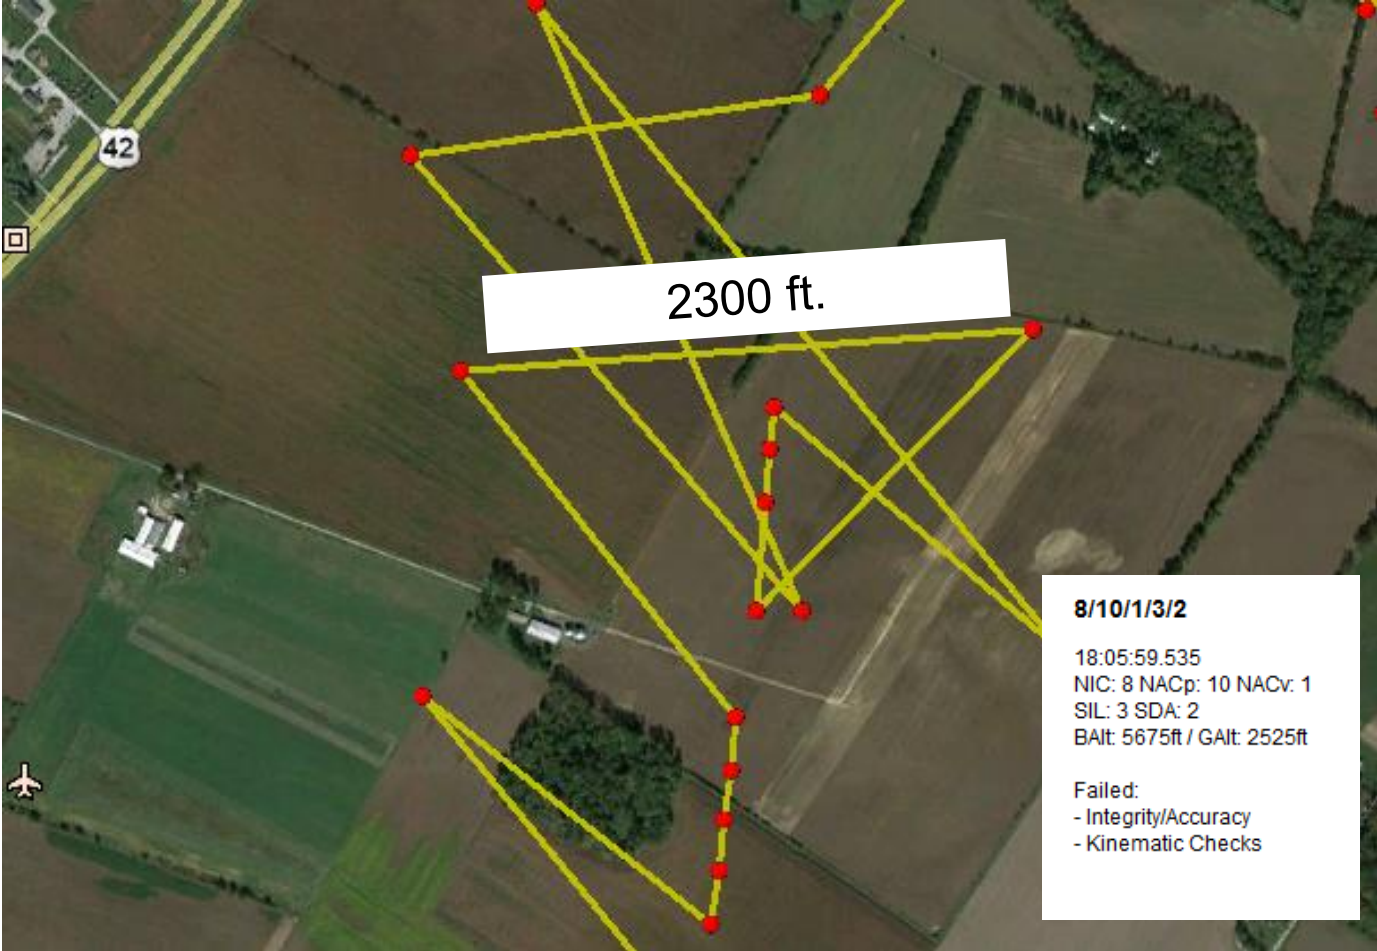 42
2300 ft.
8/10/1/3/2
18:05:59.535
NIC: 8 NACp: 10 NACv: 1
SIL: 3 SDA: 2
BAlt: 5675ft / GAlt: 2525ft
Failed:
- Integrity/Accuracy
- Kinematic Checks